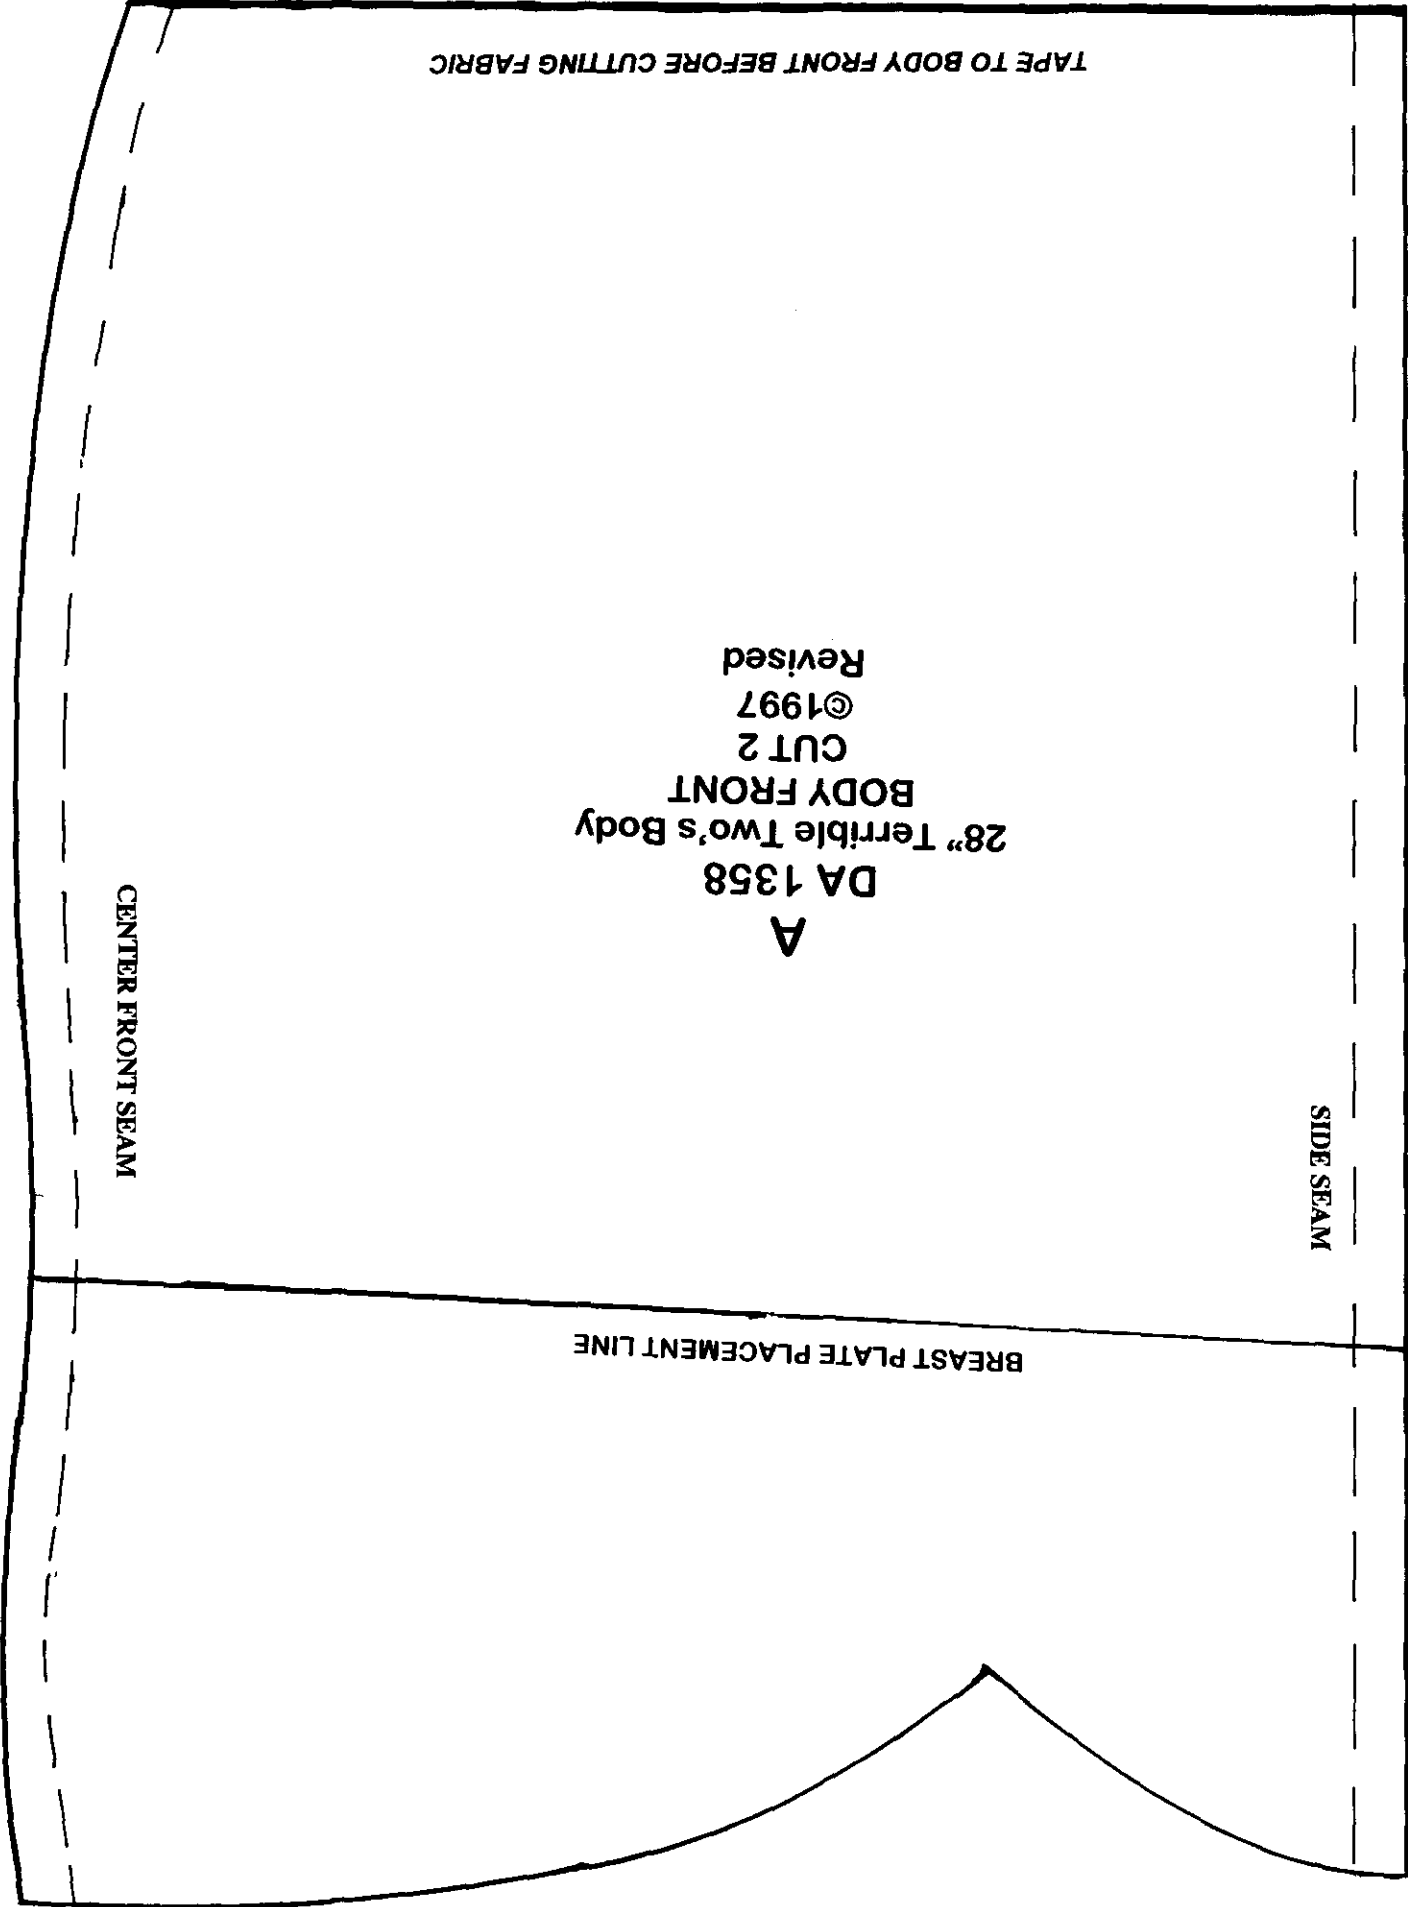 BREAST PLATE PLACEMENT LINE
A
DA 1358
28" Terrible Two's Body
BODY FRONT
CUT 2
©1997
Revised
TAPE TO BODY FRONT BEFORE CUTTING FABRIC
CENTER FRONT SEAM
SIDE SEAM